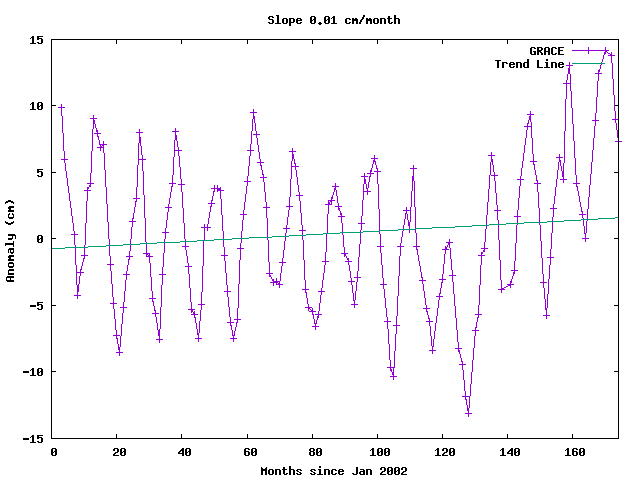 Slope 0.01 cm/month
GRACE
Trend Line
15
10
5
0
-5
-10
-15
Anomaly (cm)
0 20 40 60 80 100 120 140 160
Months since Jan 2002